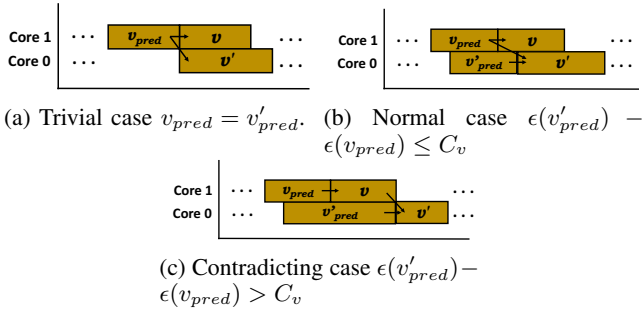 Core 1 · · · v_pred v · · ·
Core 0 v' · · ·
(a) Trivial case v_pred = v'_pred.
Core 1 · · · v_pred v · · ·
Core 0 · · · v'_pred v' · · ·
(b) Normal case ϵ(v'_pred) −
ϵ(v_pred) ≤ C_v
Core 1 · · · v_pred v · · ·
Core 0 · · · v'_pred v' · · ·
(c) Contradicting case ϵ(v'_pred)−
ϵ(v_pred) > C_v